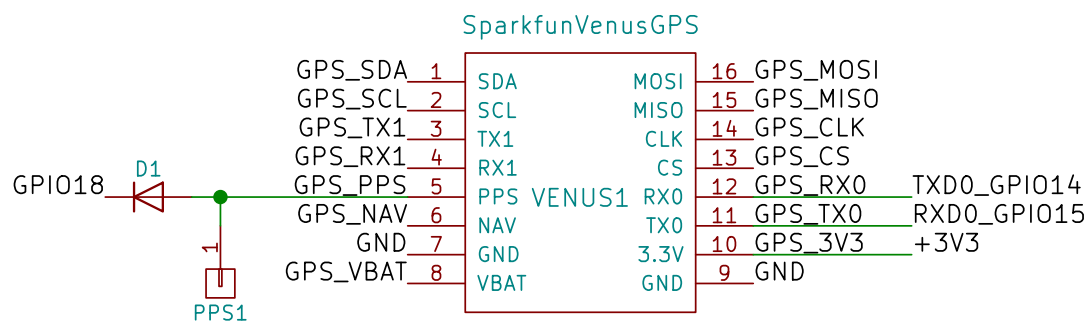 SparkfunVenusGPS
GPS_SDA 1 SDA MOSI 16 GPS_MOSI
GPS_SCL 2 SCL MISO 15 GPS_MISO
GPS_TX1 3 TX1 CLK 14 GPS_CLK
D1 GPS_RX1 4 RX1 CS 13 GPS_CS
GPIO18 GPS_PPS 5 PPS VENUS1 RX0 12 GPS_RX0 TXD0_GPIO14
GPS_NAV 6 NAV TX0 11 GPS_TX0 RXD0_GPIO15
1 GND 7 GND 3.3V 10 GPS_3V3 +3V3
GPS_VBAT 8 VBAT GND 9 GND
PPS1